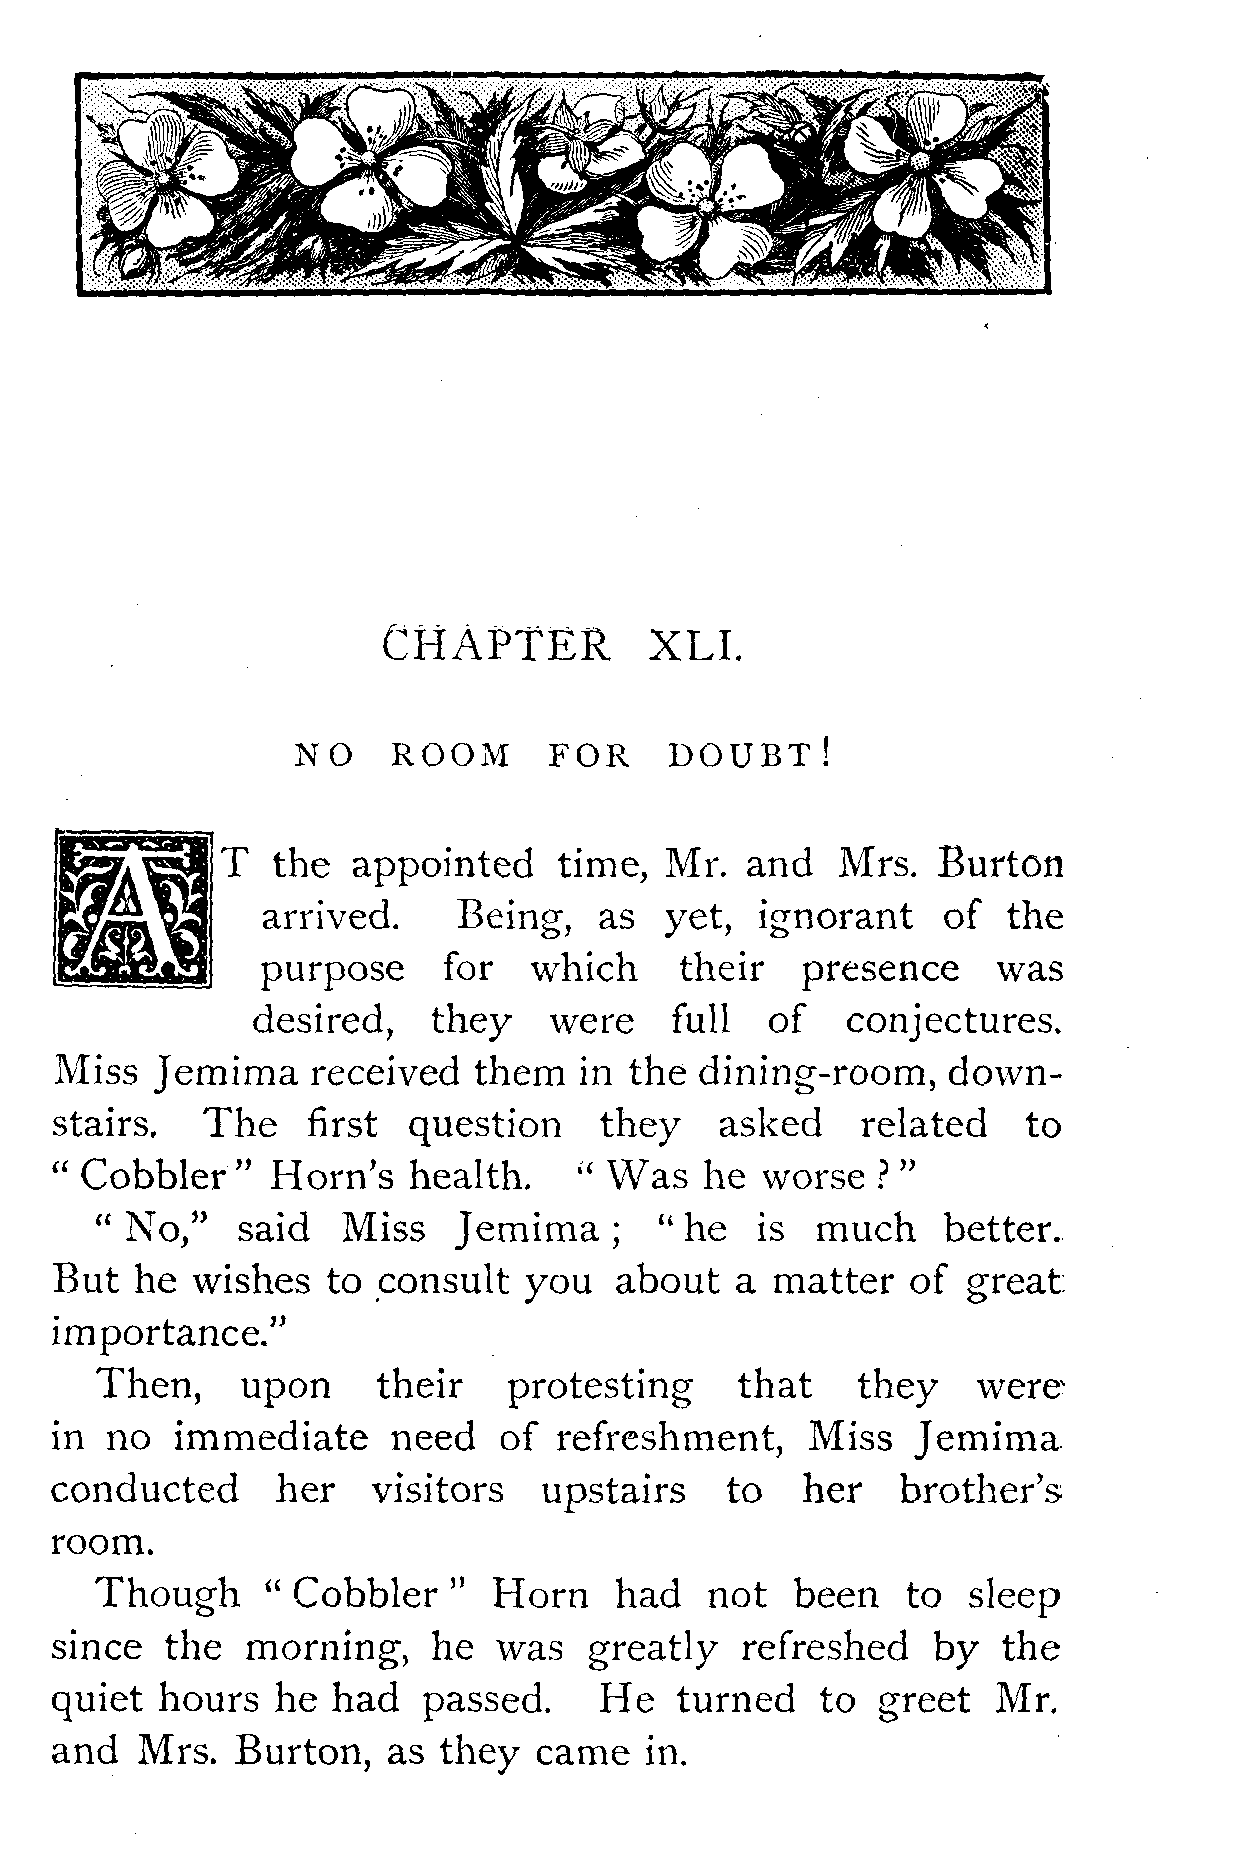 CHAPTER XLI.
NO ROOM FOR DOUBT!
AT the appointed time, Mr. and Mrs. Burton
arrived. Being, as yet, ignorant of the
purpose for which their presence was
desired, they were full of conjectures.
Miss Jemima received them in the dining-room, down-
stairs. The first question they asked related to
“Cobbler” Horn's health. “Was he worse?”
“No,” said Miss Jemima; “he is much better.
But he wishes to consult you about a matter of great
importance.”
Then, upon their protesting that they were
in no immediate need of refreshment, Miss Jemima
conducted her visitors upstairs to her brother's
room.
Though “Cobbler” Horn had not been to sleep
since the morning, he was greatly refreshed by the
quiet hours he had passed. He turned to greet Mr.
and Mrs. Burton, as they came in.